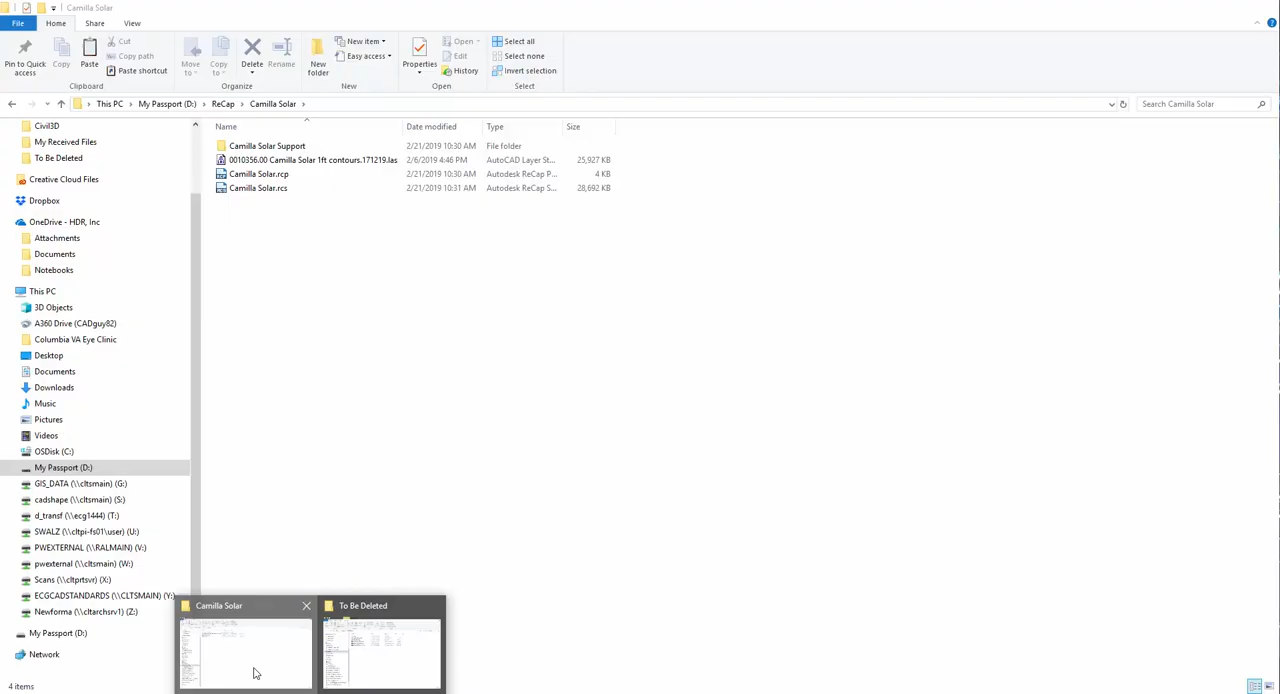 Camilla Solar
File Home Share View
Pin to Quick access
Copy
Paste
Cut
Copy path
Paste shortcut
Clipboard
Move to
Copy to
Delete
Rename
Organize
New folder
New item
Easy access
New
Properties
Open
Edit
History
Open
Select all
Select none
Invert selection
Select
This PC My Passport (D:) ReCap Camilla Solar
Search Camilla Solar
Name Date modified Type Size
Camilla Solar Support 2/21/2019 10:30 AM File folder
0010356.00 Camilla Solar 1ft contours.171219.las 2/6/2019 4:46 PM AutoCAD Layer St... 25,927 KB
Camilla Solar.rcp 2/21/2019 10:30 AM Autodesk ReCap P... 4 KB
Camilla Solar.rcs 2/21/2019 10:31 AM Autodesk ReCap S... 28,692 KB
Civil3D
My Received Files
To Be Deleted
Creative Cloud Files
Dropbox
OneDrive - HDR, Inc
Attachments
Documents
Notebooks
This PC
3D Objects
A360 Drive (CADguy82)
Columbia VA Eye Clinic
Desktop
Documents
Downloads
Music
Pictures
Videos
OSDisk (C:)
My Passport (D:)
GIS_DATA (\\cltsmain) (G:)
cadshape (\\cltsmain) (S:)
d_transf (\\ecg1444) (T:)
SWALZ (\\cltpi-fs01\user) (U:)
PWEXTERNAL (\\RALMAIN) (V:)
pwexternal (\\cltsmain) (W:)
Scans (\\cltprtsvr) (X:)
ECGCADSTANDARDS (\\CLTSMAIN) (Y:)
Newforma (\\cltarchsrv1) (Z:)
My Passport (D:)
Network
Camilla Solar
To Be Deleted
4 items